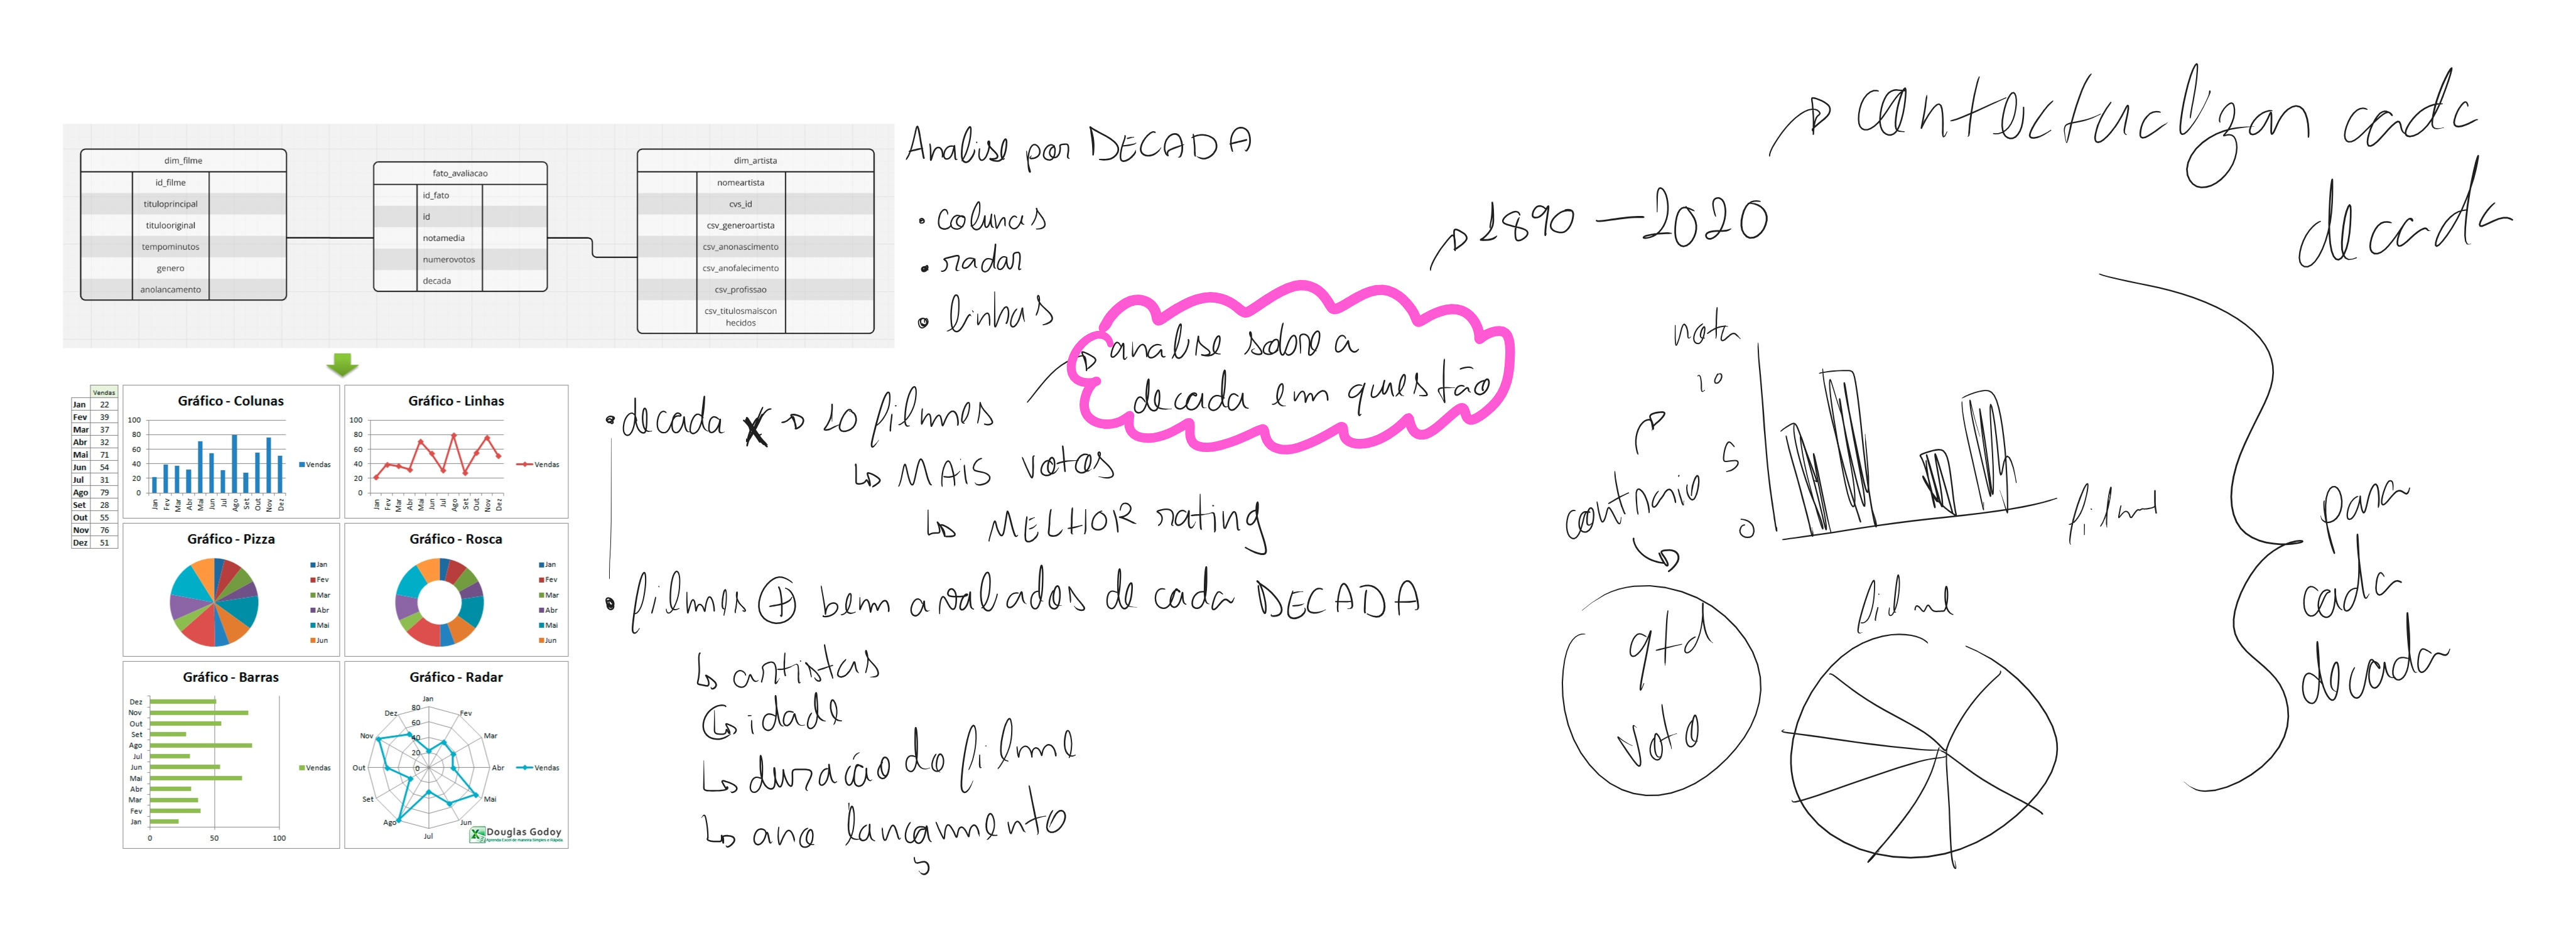 dim_filme
id_filme
tituloprincipal
titulooriginal
tempominutos
genero
anolancamento
fato_avaliacao
id_fato
id
notamedia
numerovotos
decada
dim_artista
nomeartista
cvs_id
csv_generoartista
csv_anonascimento
csv_anofalecimento
csv_profissao
csv_titulosmaiscon
hecidos
Analise por DECADA
• colunas
• radar
• linhas
analise sobre a
decada em questão
1890 - 2020
contextualizar cada
decada
Vendas
Jan 22
Fev 39
Mar 37
Abr 32
Mai 71
Jun 54
Jul 31
Ago 79
Set 28
Out 55
Nov 76
Dez 51
Gráfico - Colunas
100
80
60
40
20
0
Jan Fev Mar Abr Mai Jun Jul Ago Set Out Nov Dez
Vendas
Gráfico - Linhas
100
80
60
40
20
0
Jan Fev Mar Abr Mai Jun Jul Ago Set Out Nov Dez
Vendas
Gráfico - Pizza
Jan
Fev
Mar
Abr
Mai
Jun
Gráfico - Rosca
Jan
Fev
Mar
Abr
Mai
Jun
Gráfico - Barras
Dez
Nov
Out
Set
Ago
Jul
Jun
Mai
Abr
Mar
Fev
Jan
0 50 100
Vendas
Gráfico - Radar
Jan
Fev
Mar
Abr
Mai
Jun
Jul
Ago
Set
Out
Nov
Dez
80
60
40
20
0
Vendas
Douglas Godoy
• decada X 10 filmes
MAIS votos
MELHOR rating
• filmes + bem avaliados de cada DECADA
artistas
idade
duração do filme
ano lançamento
nota
10
5
0
filme
contrario
qtd
voto
filme
para
cada
decada